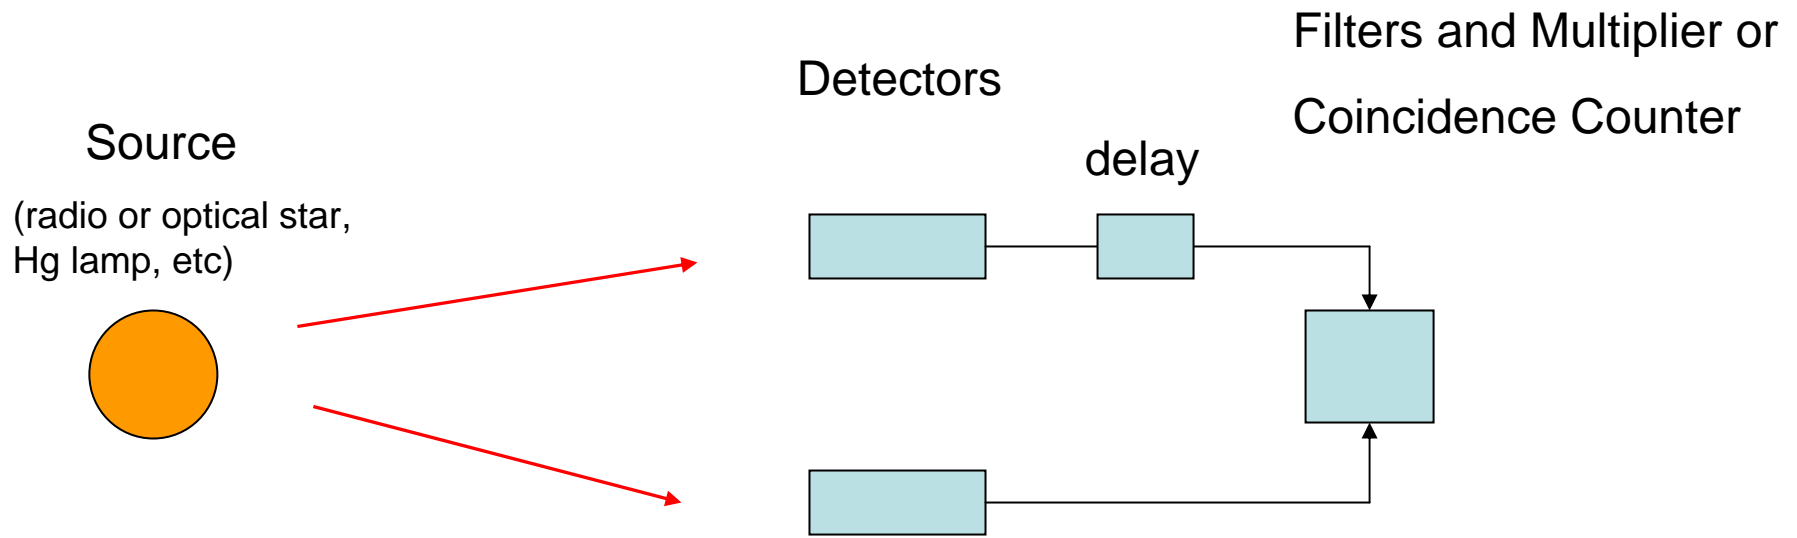 Filters and Multiplier or
Detectors
Coincidence Counter
Source
delay
(radio or optical star,
Hg lamp, etc)